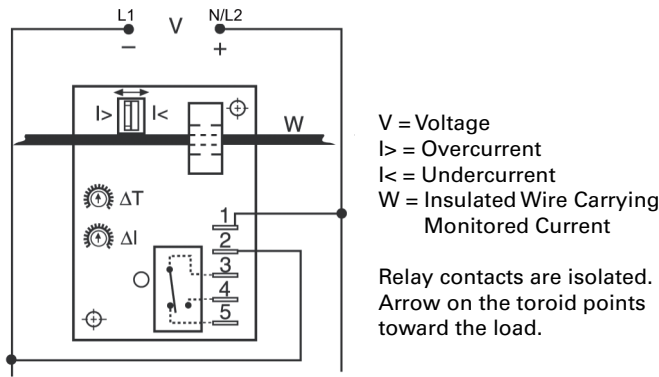 L1 V N/L2
− +
I> I<
W
ΔT
ΔI
1
2
3
4
5
V = Voltage
I> = Overcurrent
I< = Undercurrent
W = Insulated Wire Carrying
Monitored Current
Relay contacts are isolated.
Arrow on the toroid points
toward the load.